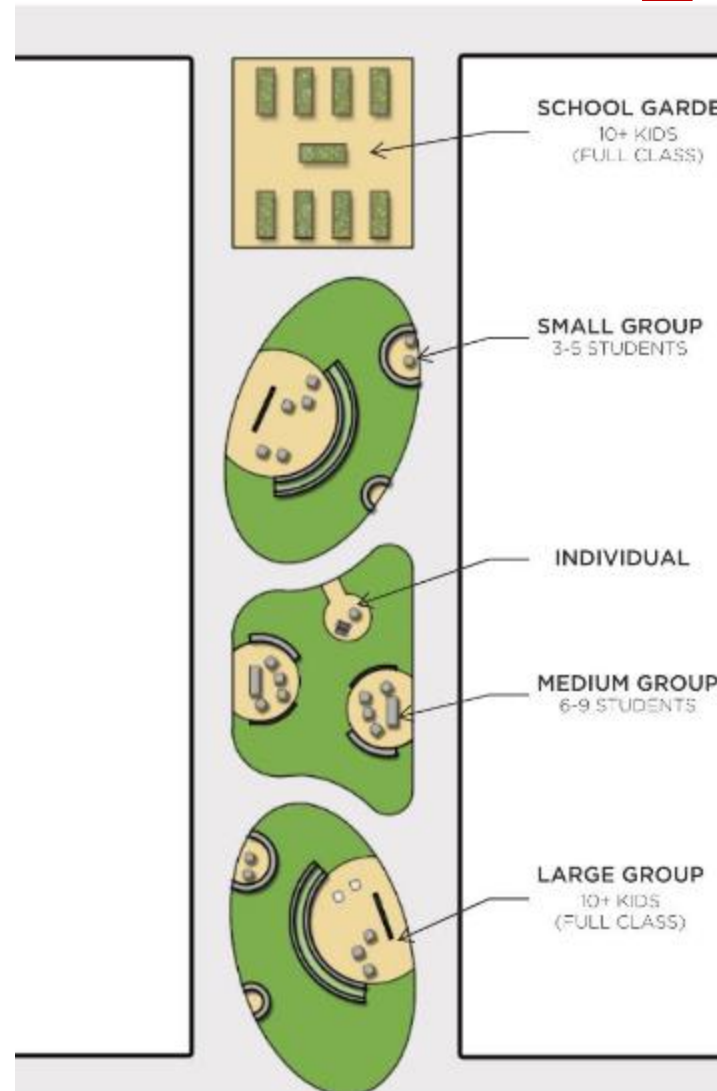 SCHOOL GARDE
10+ KIDS
(FULL CLASS)
SMALL GROUP
3-5 STUDENTS
INDIVIDUAL
MEDIUM GROUP
6-9 STUDENTS
LARGE GROUP
10+ KIDS
(FULL CLASS)